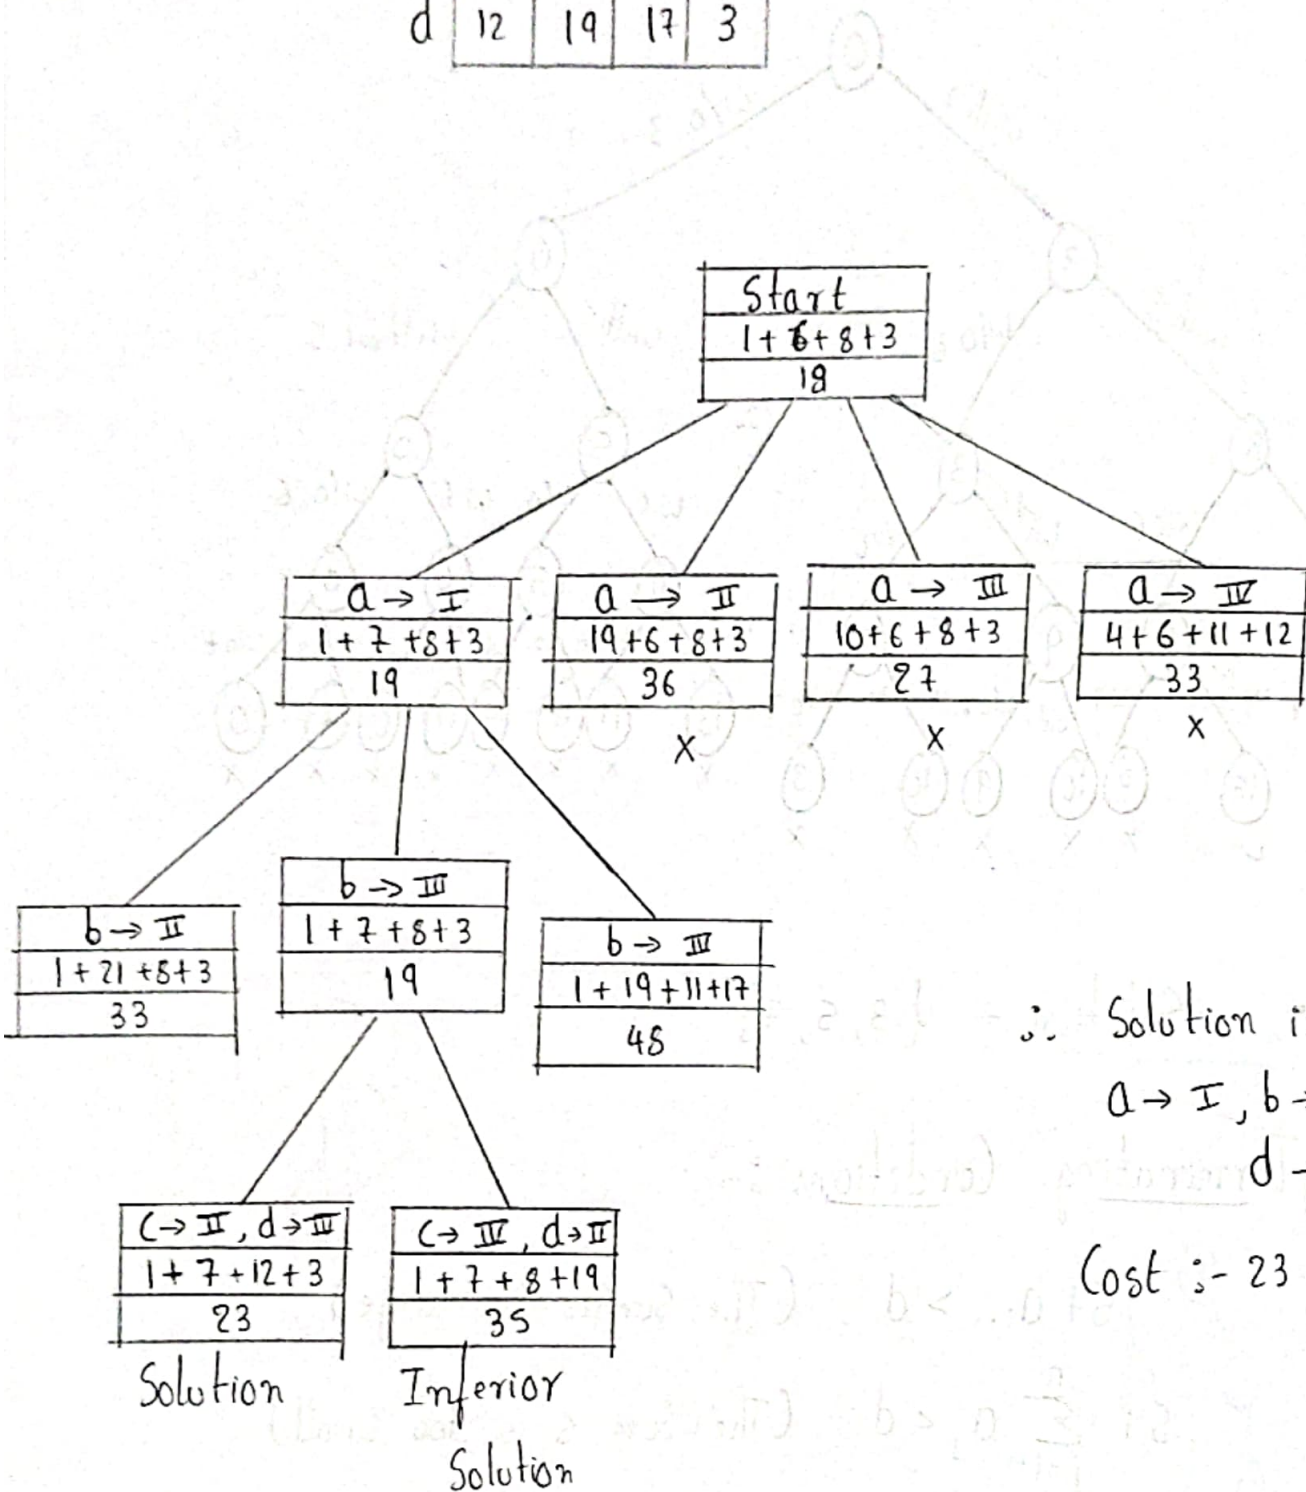 d 12 19 17 3
Start
1+6+8+3
18
a → I
1+7+8+3
19
a → II
19+6+8+3
36
X
a → III
10+6+8+3
27
X
a → IV
4+6+11+12
33
X
b → II
1+21+8+3
33
b → III
1+7+8+3
19
b → III
1+19+11+17
48
C → II, d → III
1+7+12+3
23
Solution
C → IV, d → II
1+7+8+19
35
Inferior
Solution
∴ Solution i
a → I, b -
d -
Cost :- 23